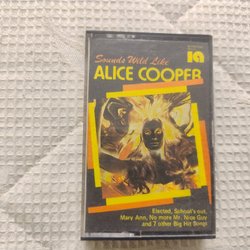 Sounds Wild Like
ALICE COOPER
Elected, School's out,
Mary Ann, No more Mr. Nice Guy
and 7 other Big Hit Songs